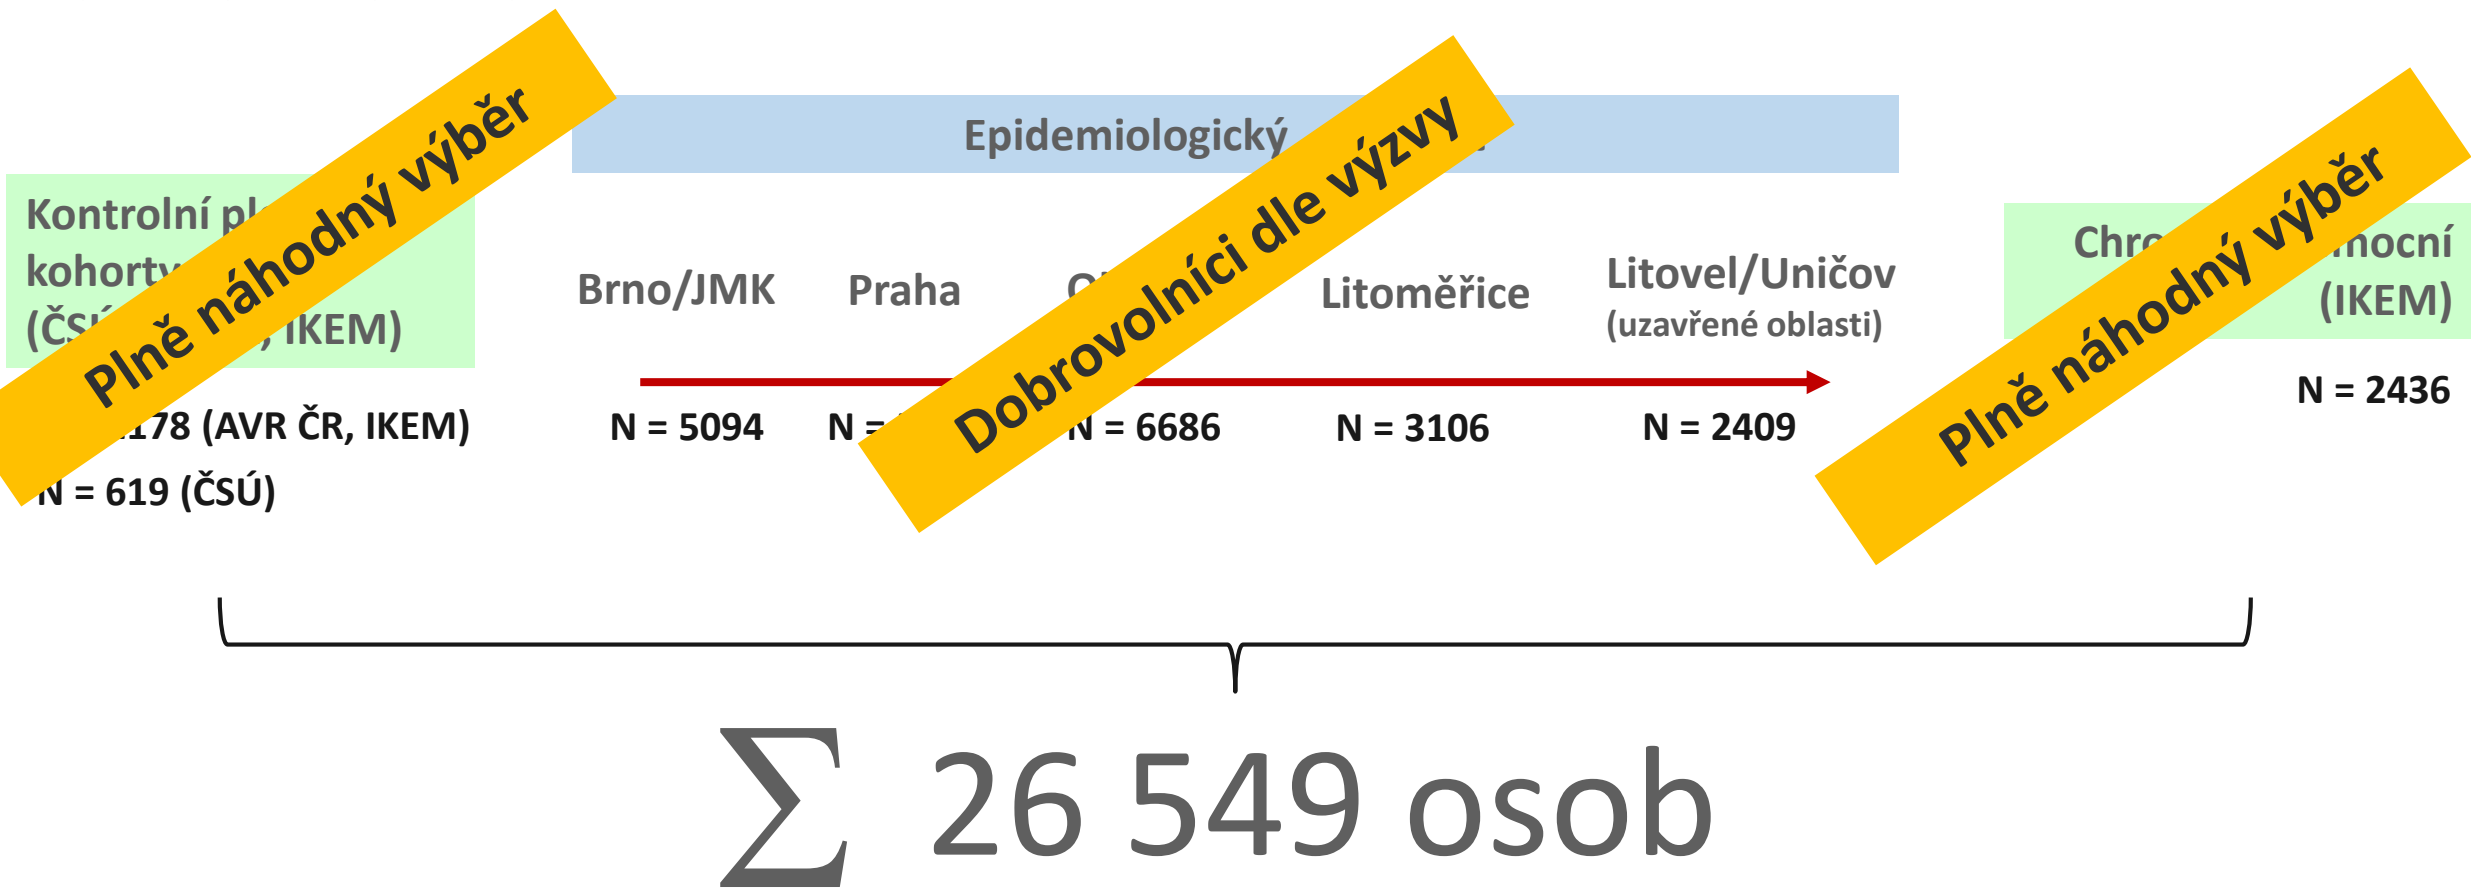 Plně náhodný výběr
Epidemiologický
Dobrovolníci dle výzvy
Plně náhodný výběr
Kontrolní
kohorty
IKEM)
178 (AVR ČR, IKEM)
N = 619 (ČSÚ)
Brno/JMK
N = 5094
Praha
N =
N = 6686
Litoměřice
N = 3106
Litovel/Uničov
(uzavřené oblasti)
N = 2409
(IKEM)
N = 2436
∑ 26 549 osob